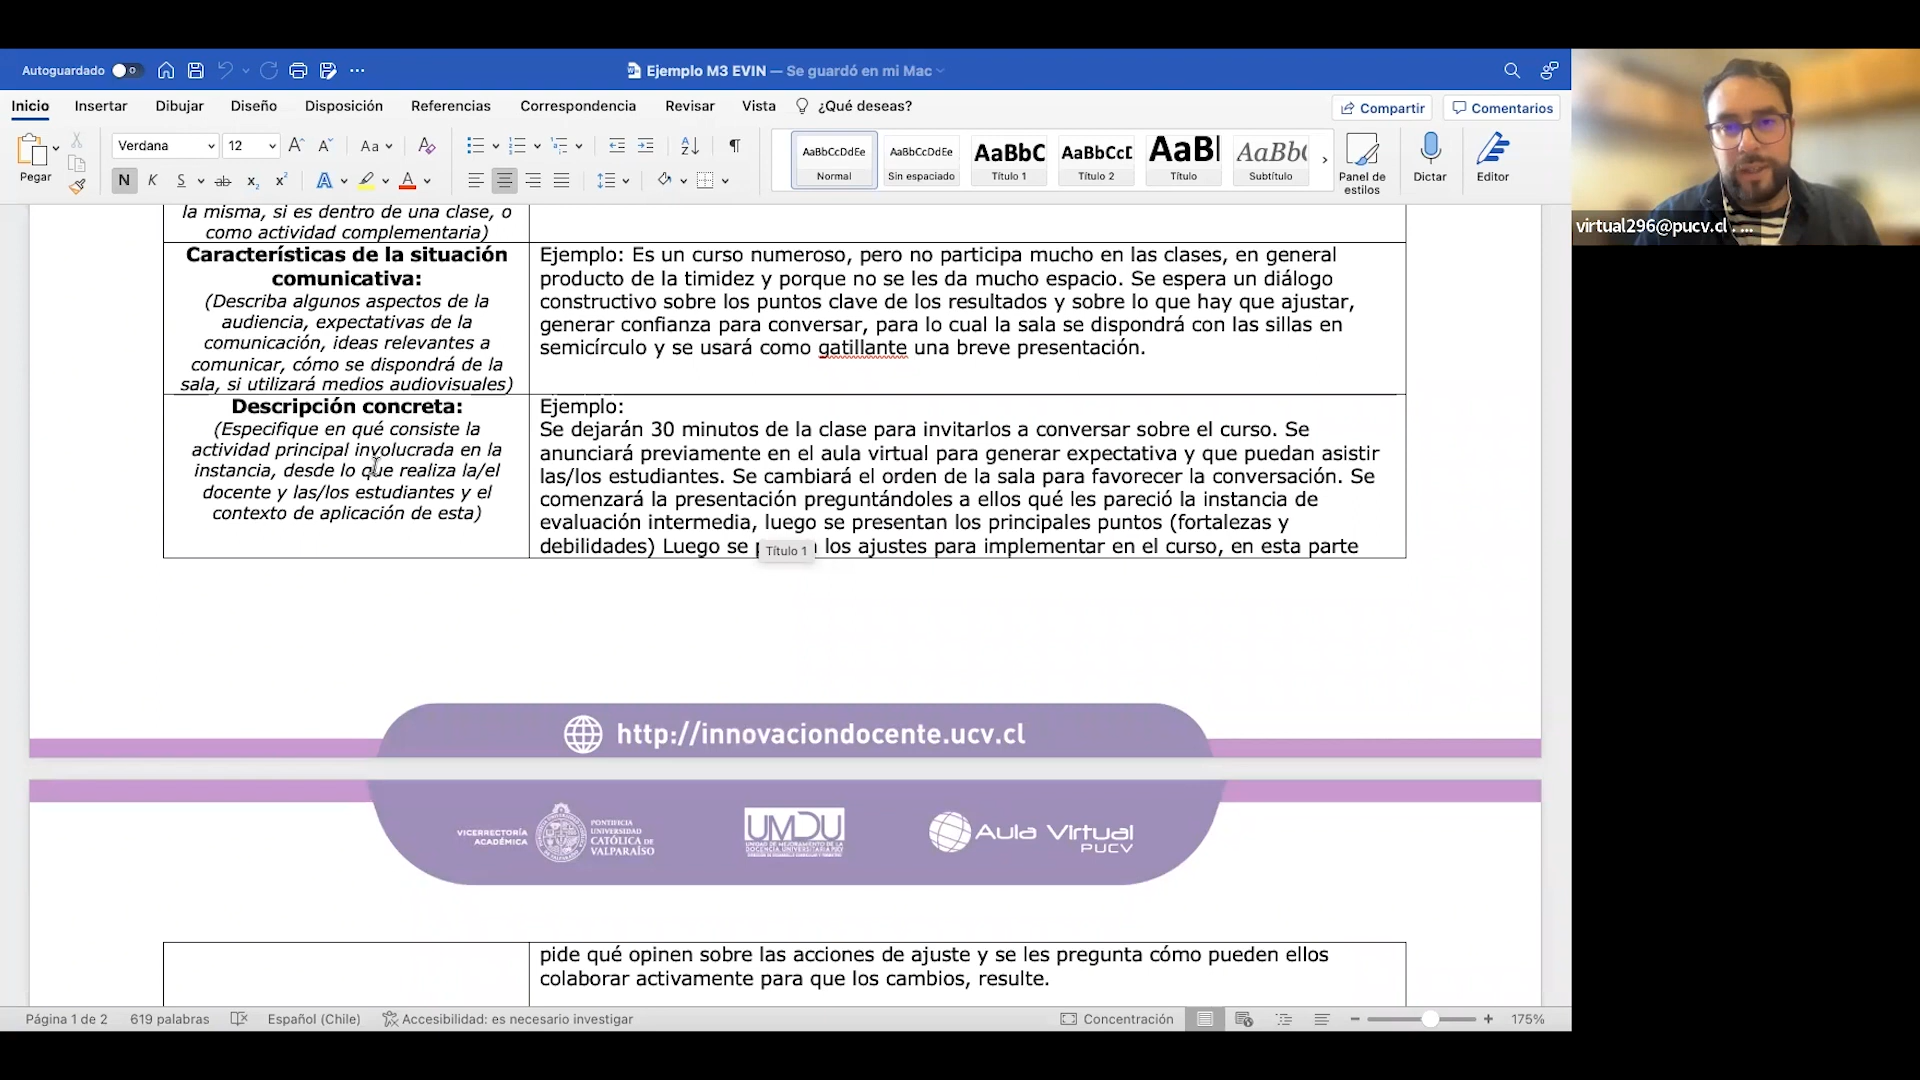 Autoguardado
Ejemplo M3 EVIN — Se guardó en mi Mac
Inicio Insertar Dibujar Diseño Disposición Referencias Correspondencia Revisar Vista ¿Qué deseas? Compartir Comentarios
Pegar
Verdana 12
AaBbCcDdEe AaBbCcDdEe AaBbC AaBbCcD AaBl AaBb(
Normal Sin espaciado Título 1 Título 2 Título Subtítulo
Panel de estilos
Dictar
Editor
virtual296@pucv.cl . ...
la misma, si es dentro de una clase, o
como actividad complementaria)
Características de la situación
comunicativa:
(Describa algunos aspectos de la
audiencia, expectativas de la
comunicación, ideas relevantes a
comunicar, cómo se dispondrá de la
sala, si utilizará medios audiovisuales)
Ejemplo: Es un curso numeroso, pero no participa mucho en las clases, en general
producto de la timidez y porque no se les da mucho espacio. Se espera un diálogo
constructivo sobre los puntos clave de los resultados y sobre lo que hay que ajustar,
generar confianza para conversar, para lo cual la sala se dispondrá con las sillas en
semicírculo y se usará como gatillante una breve presentación.
Descripción concreta:
(Especifique en qué consiste la
actividad principal involucrada en la
instancia, desde lo que realiza la/el
docente y las/los estudiantes y el
contexto de aplicación de esta)
Ejemplo:
Se dejarán 30 minutos de la clase para invitarlos a conversar sobre el curso. Se
anunciará previamente en el aula virtual para generar expectativa y que puedan asistir
las/los estudiantes. Se cambiará el orden de la sala para favorecer la conversación. Se
comenzará la presentación preguntándoles a ellos qué les pareció la instancia de
evaluación intermedia, luego se presentan los principales puntos (fortalezas y
debilidades) Luego se los ajustes para implementar en el curso, en esta parte
Título 1
http://innovaciondocente.ucv.cl
VICERRECTORÍA
ACADÉMICA
PONTIFICIA
UNIVERSIDAD
CATÓLICA DE
VALPARAÍSO
UMDU
UNIDAD DE MEJORAMIENTO DE LA
DOCENCIA UNIVERSITARIA PUCV
Aula Virtual
PUCV
pide qué opinen sobre las acciones de ajuste y se les pregunta cómo pueden ellos
colaborar activamente para que los cambios, resulte.
Página 1 de 2 619 palabras Español (Chile) Accesibilidad: es necesario investigar Concentración 175%